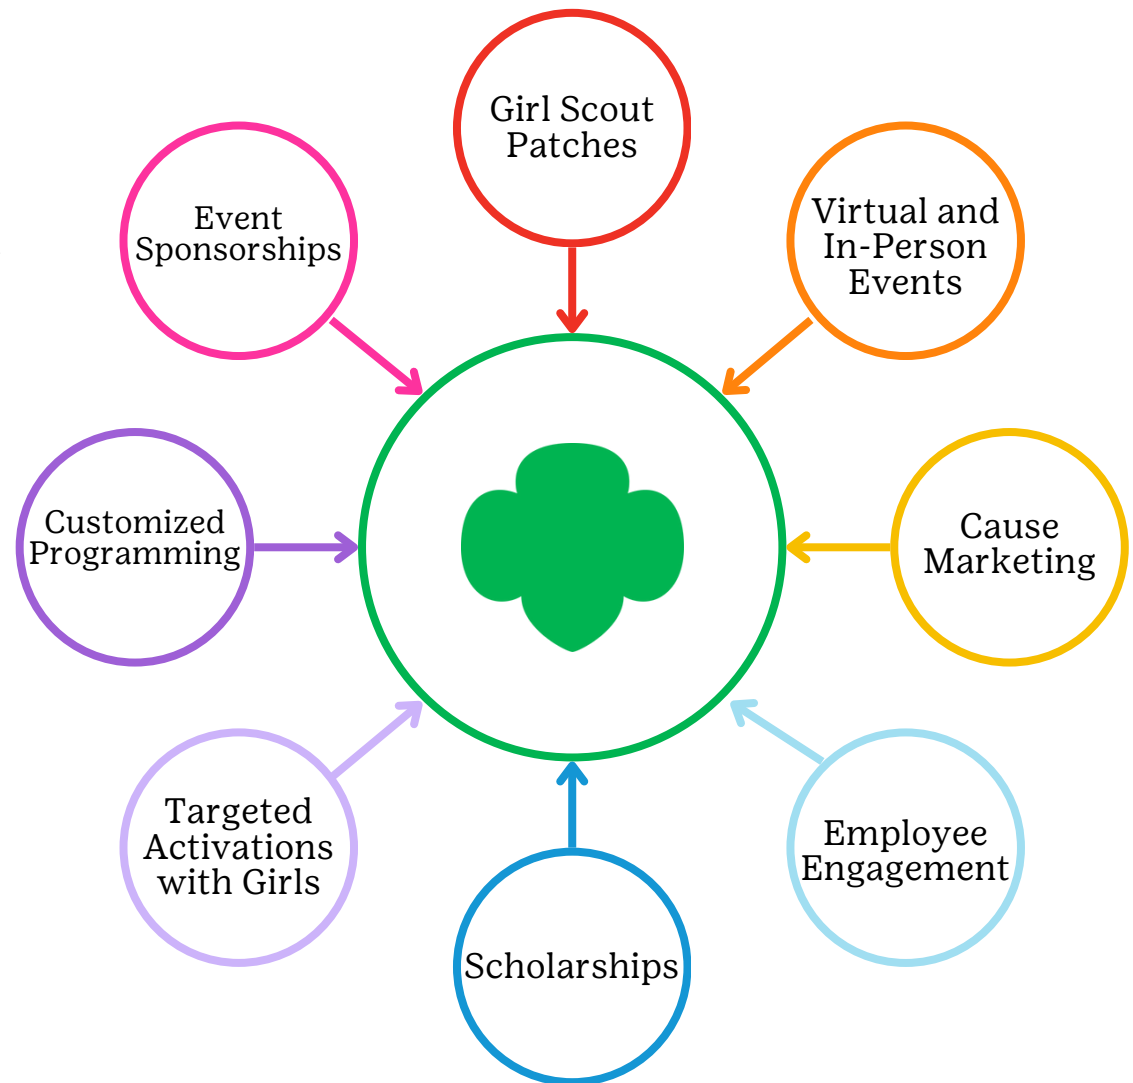 Girl Scout
Patches
Virtual and
In-Person
Events
Cause
Marketing
Employee
Engagement
Scholarships
Targeted
Activations
with Girls
Customized
Programming
Event
Sponsorships